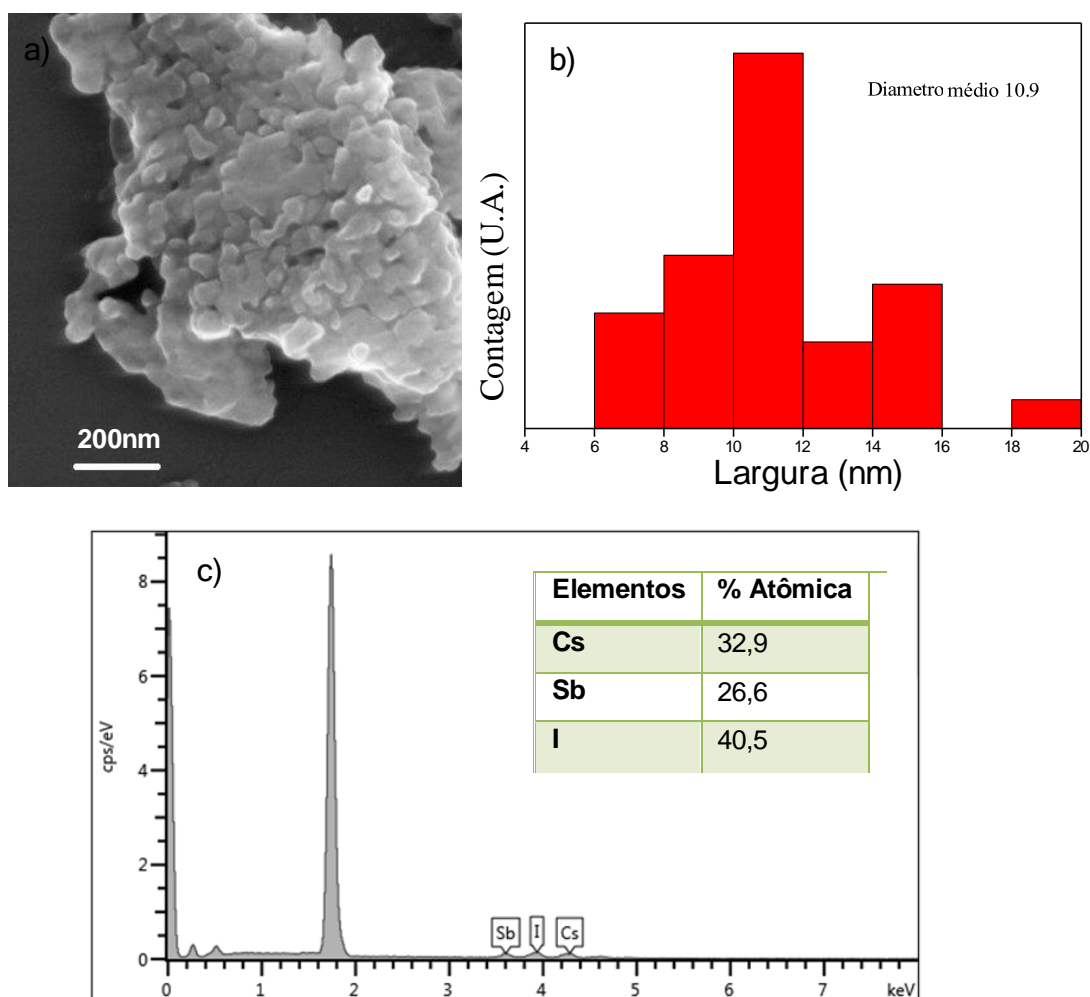 a)
200nm
b)
Diametro médio 10.9
Contagem (U.A.)
4 6 8 10 12 14 16 18 20
Largura (nm)
c)
8
6
4
2
0
cps/eV
Elementos % Atômica
Cs 32,9
Sb 26,6
I 40,5
Sb I Cs
0 1 2 3 4 5 6 7 keV